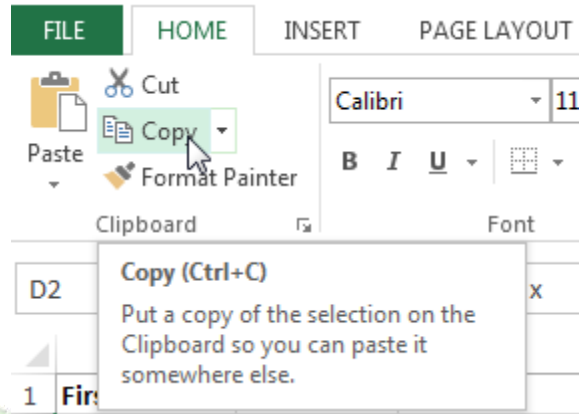 FILE HOME INSERT PAGE LAYOUT
Cut
Calibri 11
Copy
Paste
B I U
Format Painter
Clipboard Font
Copy (Ctrl+C)
D2 x
Put a copy of the selection on the
Clipboard so you can paste it
somewhere else.
1